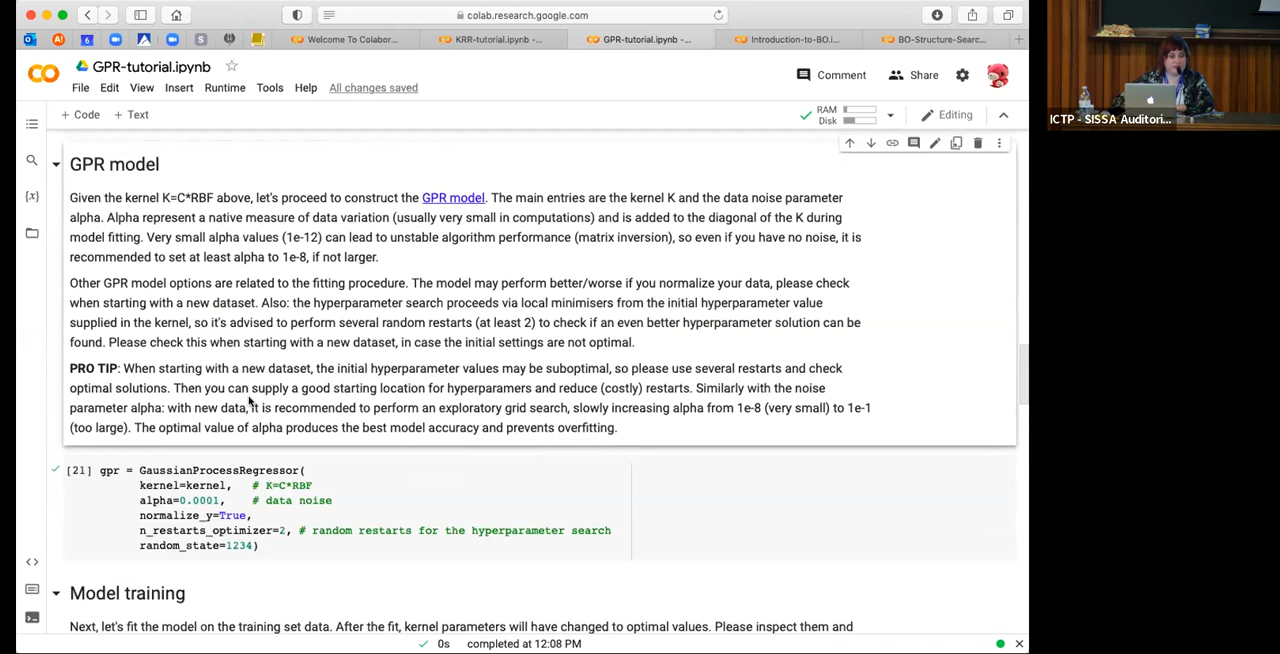 colab.research.google.com
Welcome To Colabor...
KRR-tutorial.ipynb -...
GPR-tutorial.ipynb -...
Introduction-to-BO.i...
BO-Structure-Searc...
GPR-tutorial.ipynb
Comment
Share
File Edit View Insert Runtime Tools Help All changes saved
+ Code + Text
RAM
Disk
Editing
GPR model
Given the kernel K=C*RBF above, let's proceed to construct the GPR model. The main entries are the kernel K and the data noise parameter
alpha. Alpha represent a native measure of data variation (usually very small in computations) and is added to the diagonal of the K during
model fitting. Very small alpha values (1e-12) can lead to unstable algorithm performance (matrix inversion), so even if you have no noise, it is
recommended to set at least alpha to 1e-8, if not larger.
Other GPR model options are related to the fitting procedure. The model may perform better/worse if you normalize your data, please check
when starting with a new dataset. Also: the hyperparameter search proceeds via local minimisers from the initial hyperparameter value
supplied in the kernel, so it's advised to perform several random restarts (at least 2) to check if an even better hyperparameter solution can be
found. Please check this when starting with a new dataset, in case the initial settings are not optimal.
PRO TIP: When starting with a new dataset, the initial hyperparameter values may be suboptimal, so please use several restarts and check
optimal solutions. Then you can supply a good starting location for hyperparamers and reduce (costly) restarts. Similarly with the noise
parameter alpha: with new data, it is recommended to perform an exploratory grid search, slowly increasing alpha from 1e-8 (very small) to 1e-1
(too large). The optimal value of alpha produces the best model accuracy and prevents overfitting.
[21] gpr = GaussianProcessRegressor(
kernel=kernel, # K=C*RBF
alpha=0.0001, # data noise
normalize_y=True,
n_restarts_optimizer=2, # random restarts for the hyperparameter search
random_state=1234)
Model training
Next, let's fit the model on the training set data. After the fit, kernel parameters will have changed to optimal values. Please inspect them and
0s completed at 12:08 PM
ICTP - SISSA Auditori...